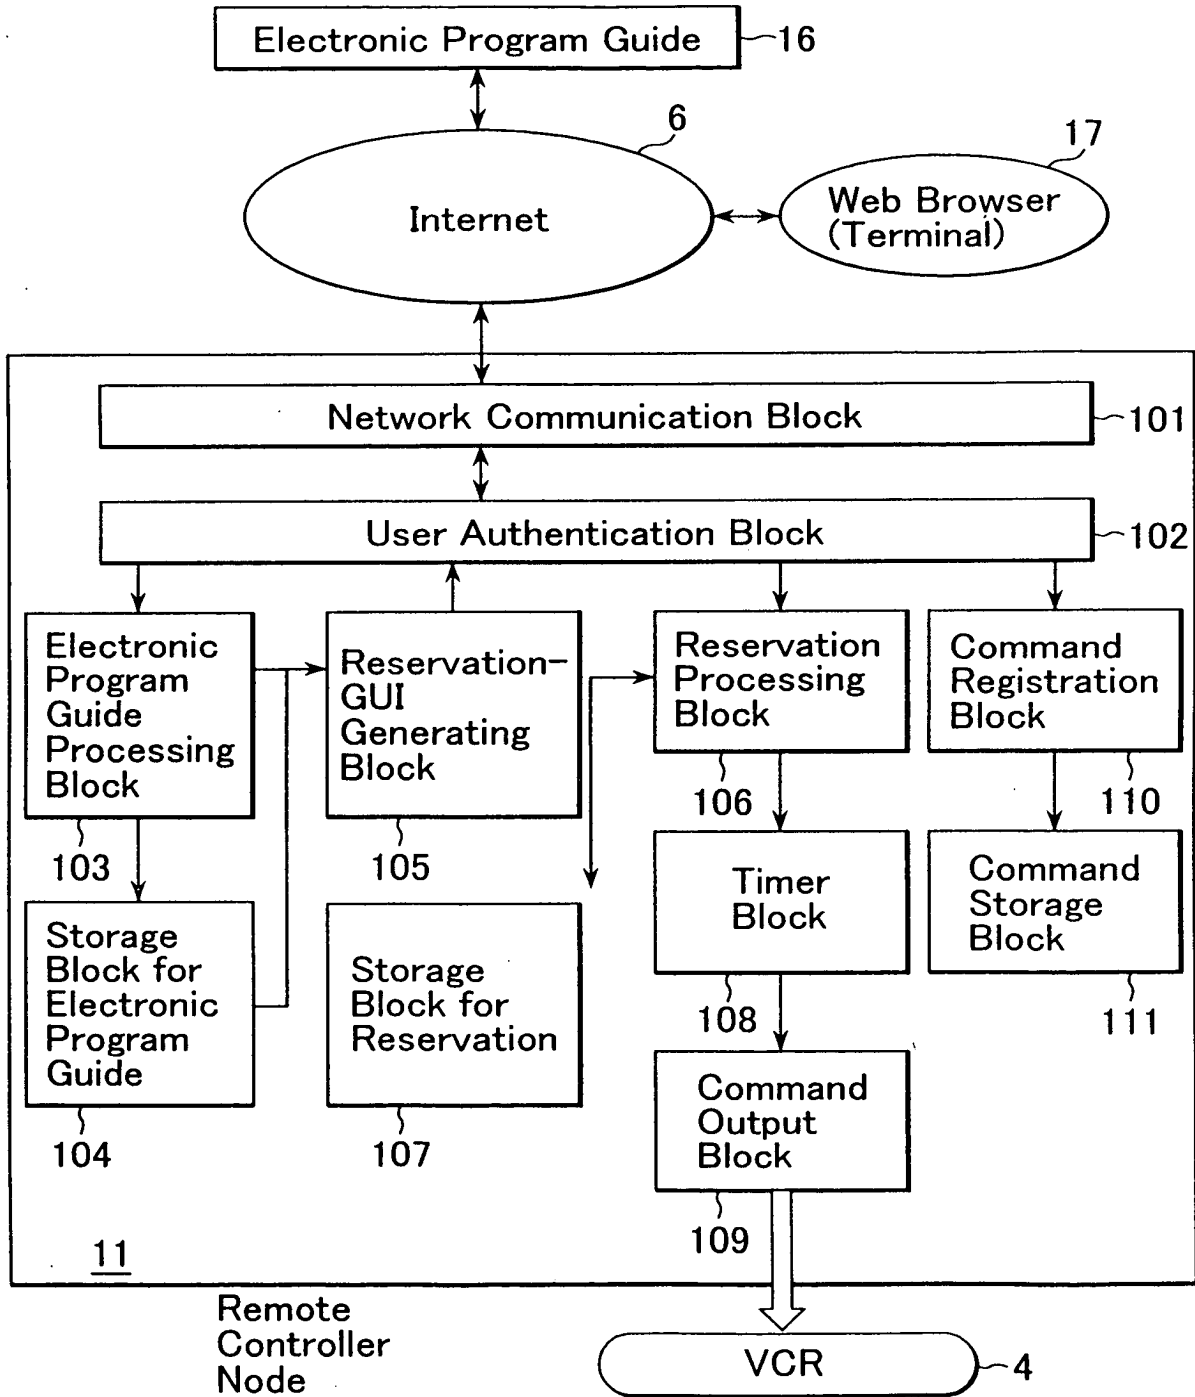 Electronic Program Guide
16
6
17
Internet
Web Browser
(Terminal)
Network Communication Block
101
User Authentication Block
102
Electronic
Program
Guide
Processing
Block
103
Reservation-
GUI
Generating
Block
105
Reservation
Processing
Block
106
Command
Registration
Block
110
Storage
Block for
Electronic
Program
Guide
104
Storage
Block for
Reservation
107
Timer
Block
108
Command
Storage
Block
111
Command
Output
Block
109
11
Remote
Controller
Node
VCR
4